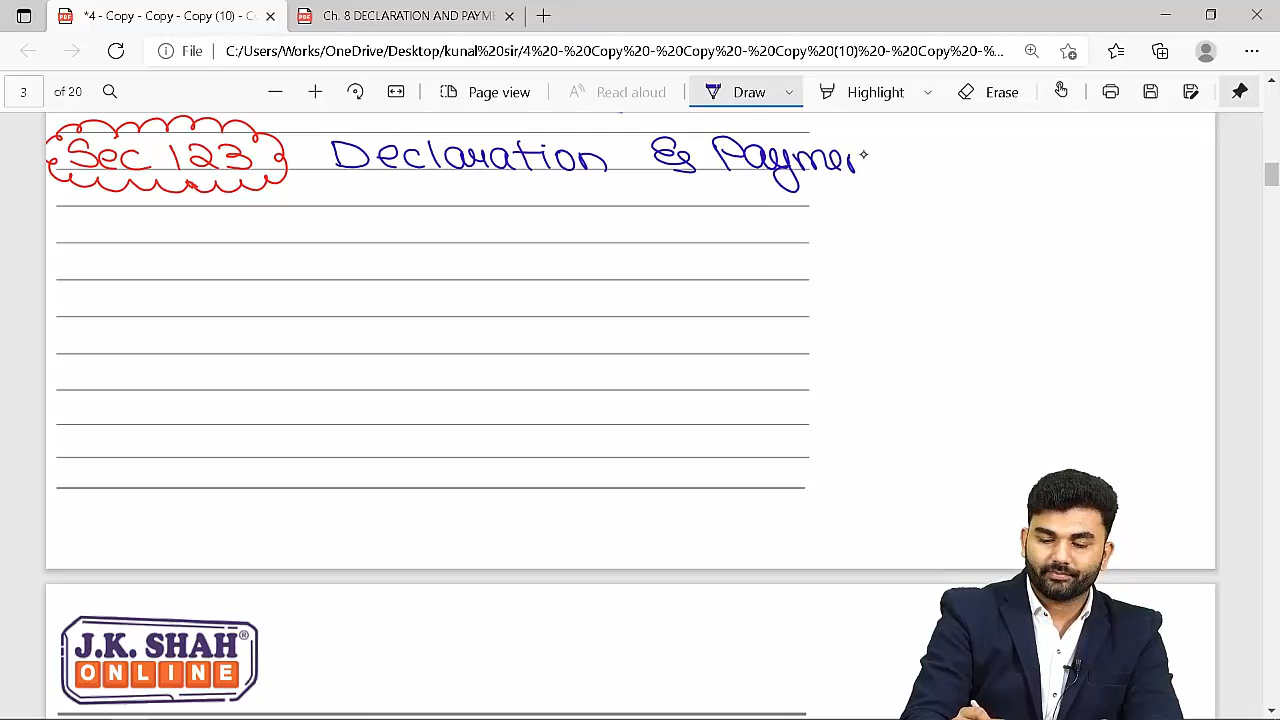 *4 - Copy - Copy - Copy (10) - C
Ch. 8 DECLARATION AND PAYM
File
C:/Users/Works/OneDrive/Desktop/kunal%20sir/4%20-%20Copy%20-%20Copy%20-%20Copy%20(10)%20-%20Copy%20-%...
3 of 20
Page view
Read aloud
Draw
Highlight
Erase
Sec 123 Declaration & Paymen
J.K. SHAH®
ONLINE